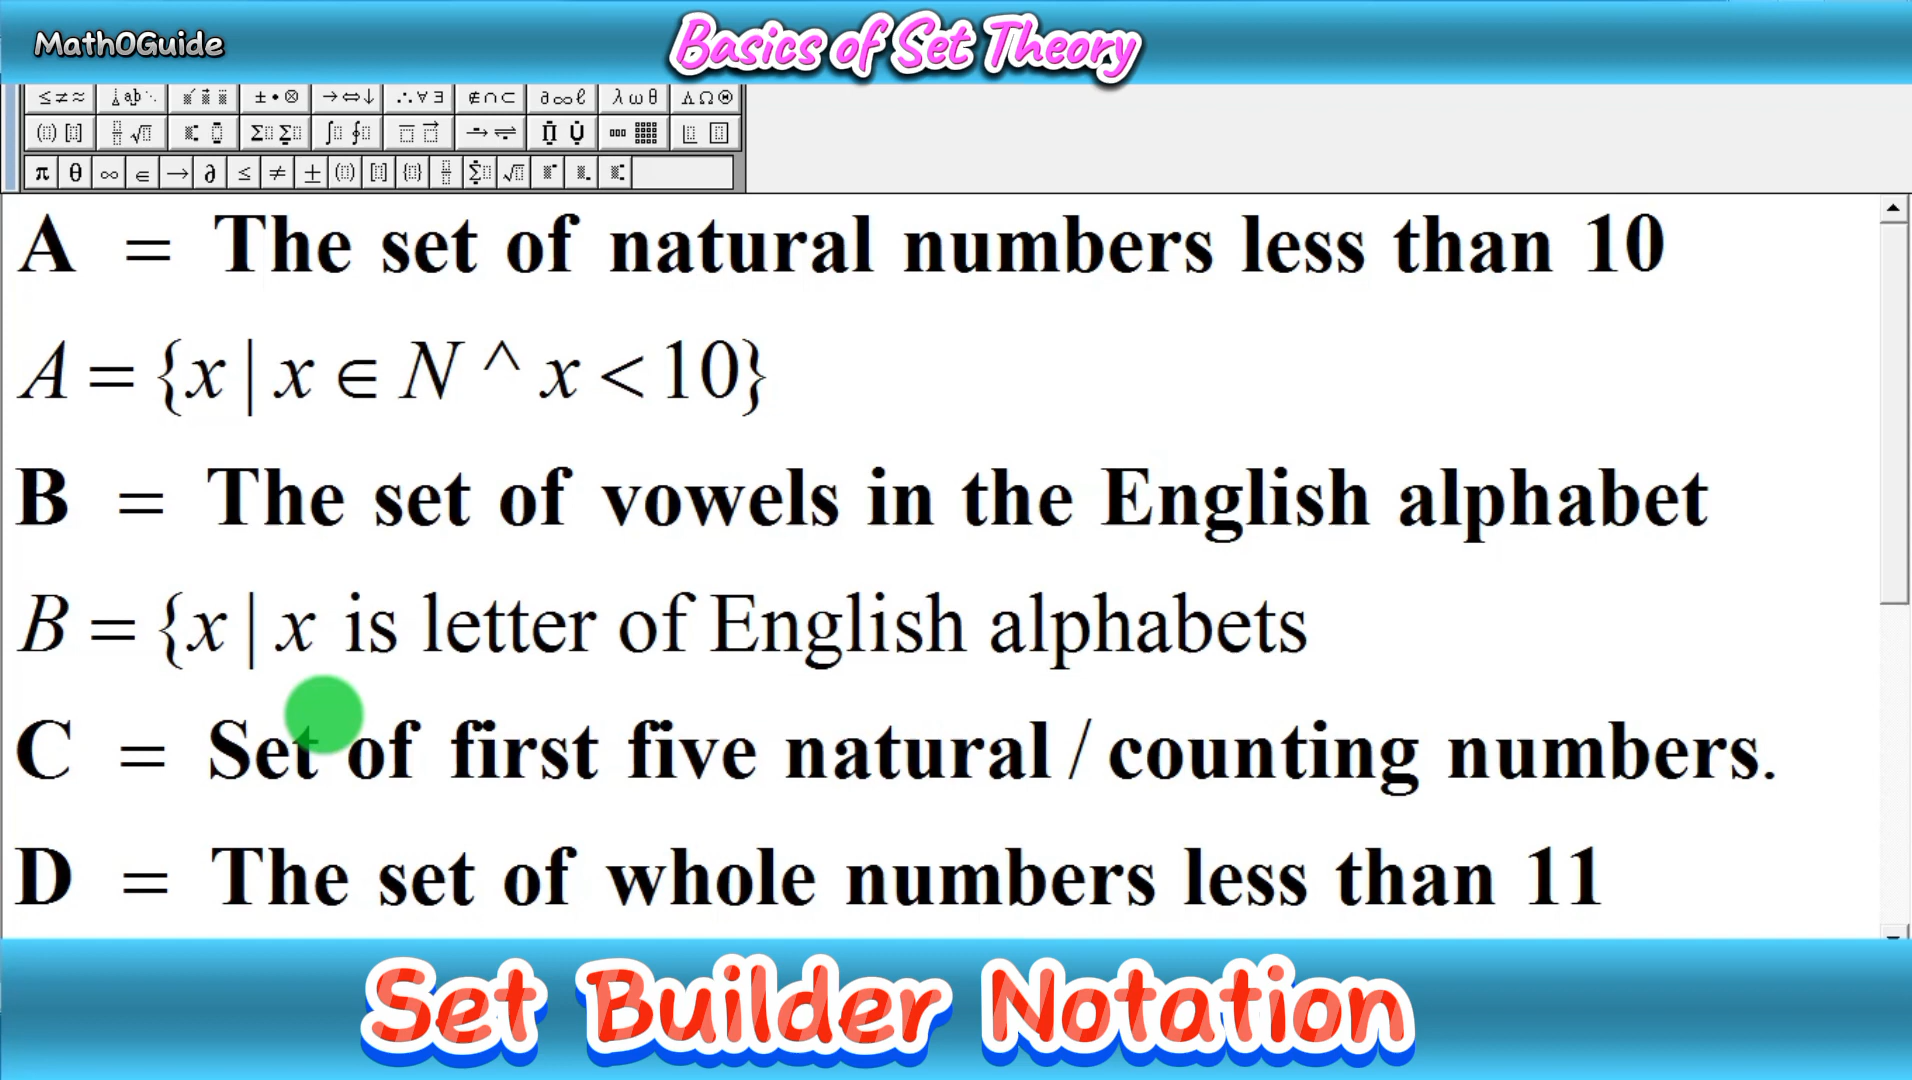 MathOGuide
Basics of Set Theory
A = The set of natural numbers less than 10
A = {x | x ∈ N ^ x < 10}
B = The set of vowels in the English alphabet
B = {x | x is letter of English alphabets
C = Set of first five natural / counting numbers.
D = The set of whole numbers less than 11
Set Builder Notation